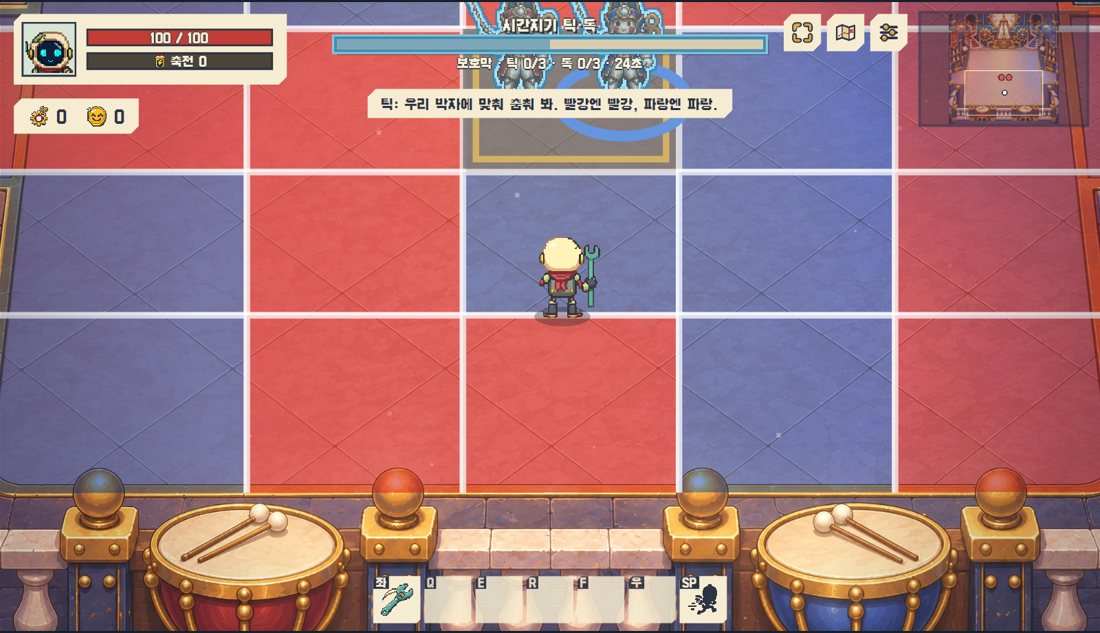 100 / 100
축전 0
0
0
시간지기 틱·독
보호막 · 틱 0/3 · 독 0/3 · 24초
틱: 우리 박자에 맞춰 춤춰 봐. 빨강엔 빨강, 파랑엔 파랑.
좌
Q
E
R
F
우
SP